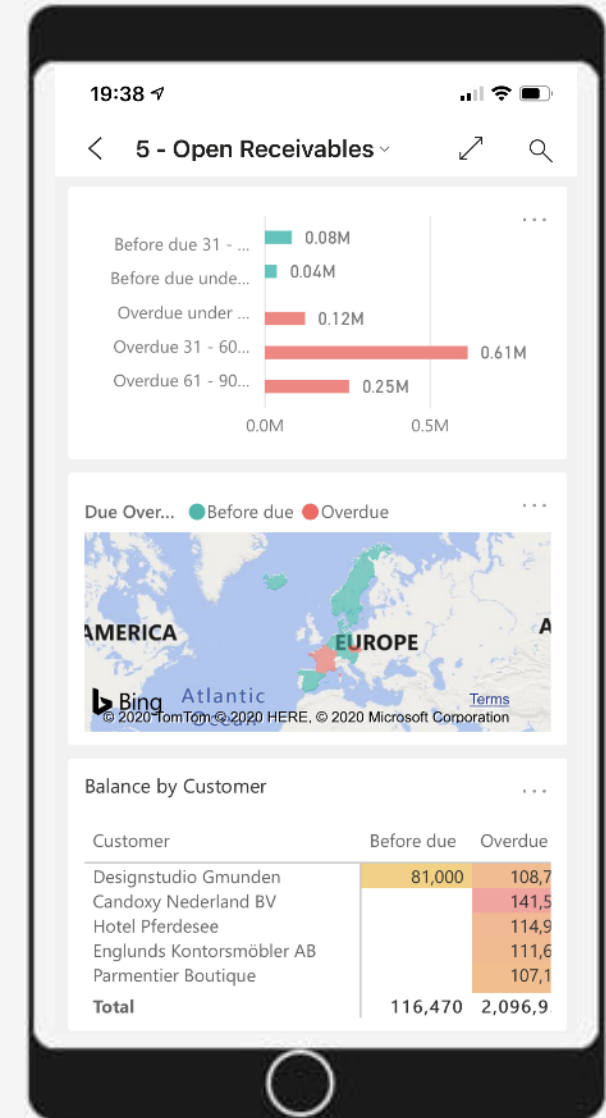 19:38
5 - Open Receivables
Before due 31 - ...
0.08M
Before due unde...
0.04M
Overdue under ...
0.12M
Overdue 31 - 60...
0.61M
Overdue 61 - 90...
0.25M
0.0M 0.5M
Due Over... Before due Overdue
AMERICA
EUROPE
A
Bing
Atlantic
Ocean
Terms
© 2020 TomTom © 2020 HERE, © 2020 Microsoft Corporation
Balance by Customer
Customer Before due Overdue
Designstudio Gmunden 81,000 108,7
Candoxy Nederland BV 141,5
Hotel Pferdesee 114,9
Englunds Kontorsmöbler AB 111,6
Parmentier Boutique 107,1
Total 116,470 2,096,9